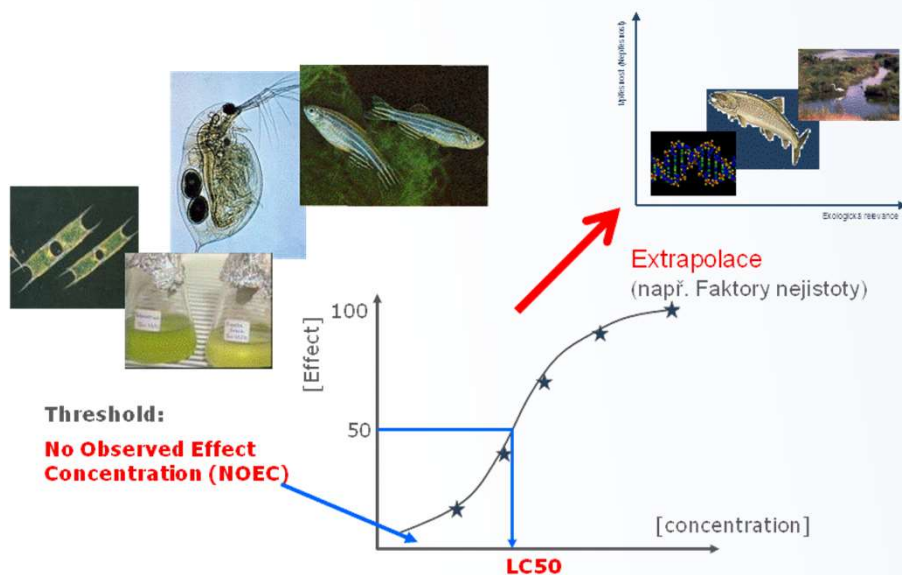 Ekologická relevance
Extrapolace
(např. Faktory nejistoty)
100
[Effect]
50
Threshold:
No Observed Effect
Concentration (NOEC)
[concentration]
LC50